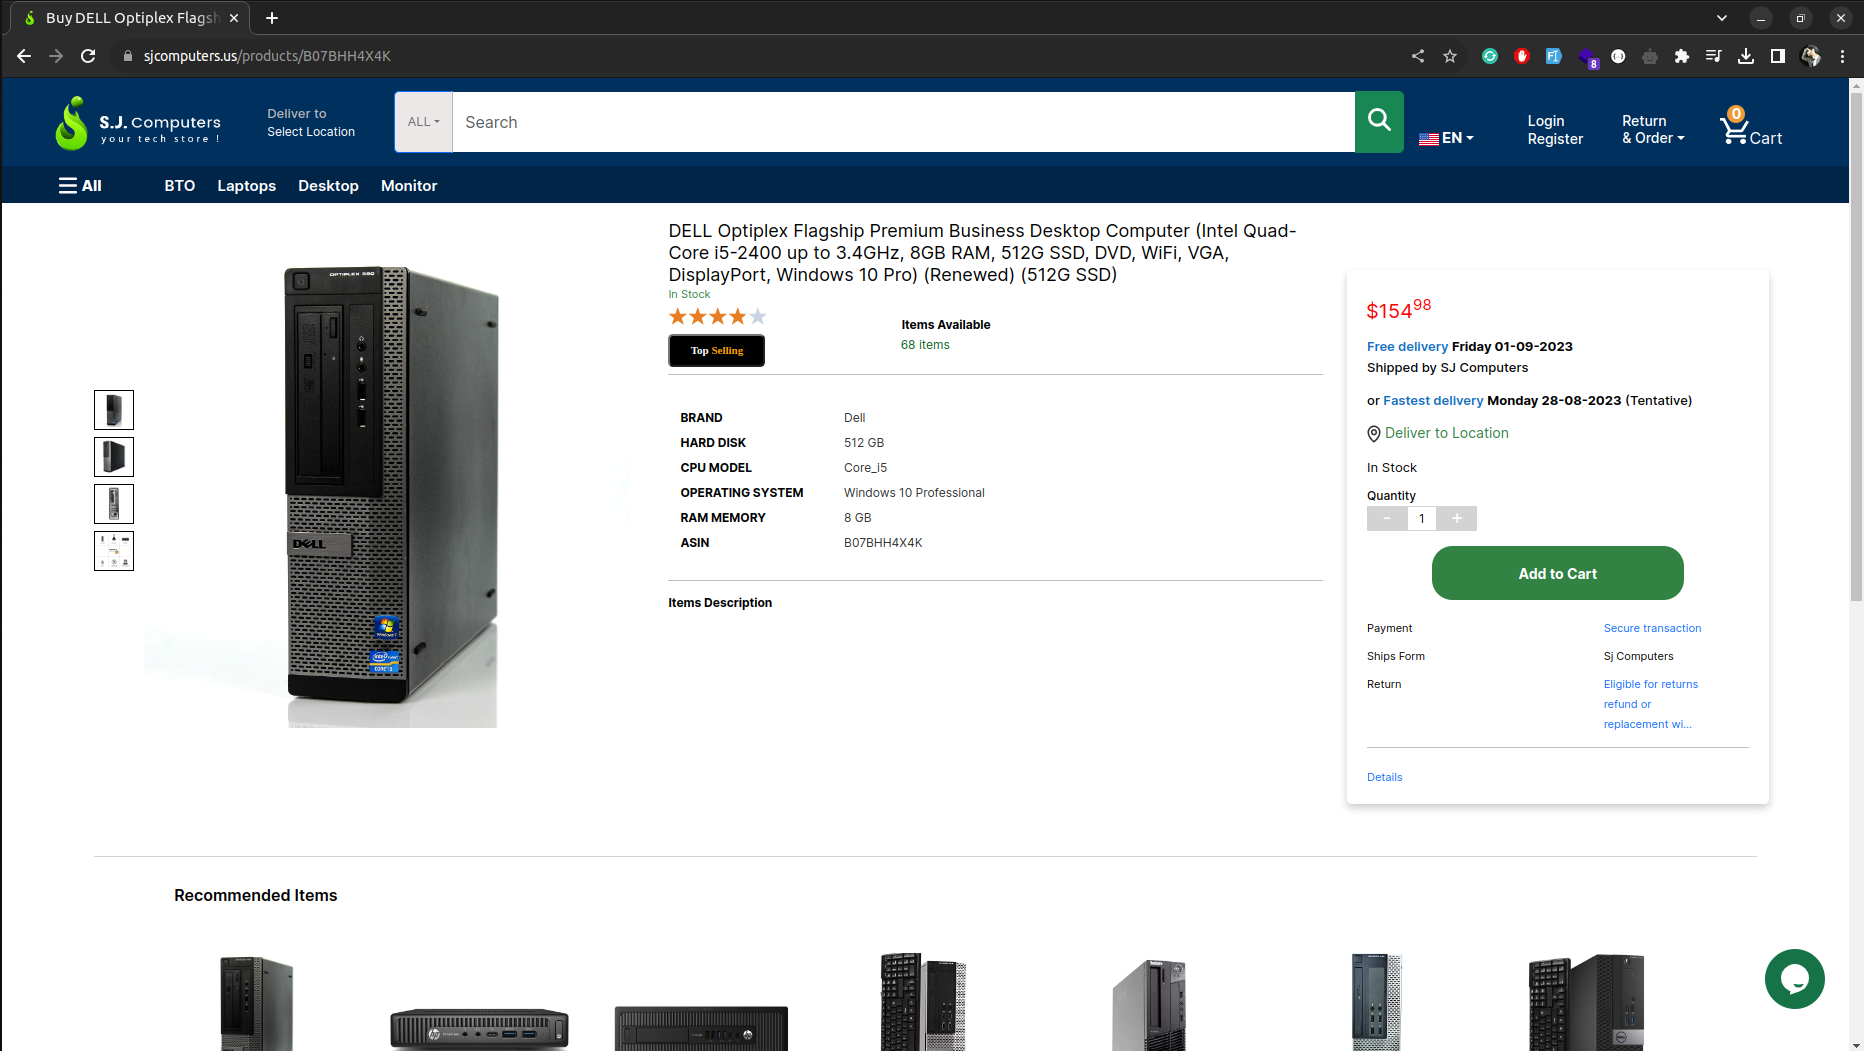 Buy DELL Optiplex Flagsh
sjcomputers.us/products/B07BHH4X4K
8
S.J. Computers
your tech store !
Deliver to
Select Location
ALL
Search
EN
Login
Register
Return
& Order
0
Cart
All
BTO
Laptops
Desktop
Monitor
OPTIPLEX 390
DELL
DELL Optiplex Flagship Premium Business Desktop Computer (Intel Quad-
Core i5-2400 up to 3.4GHz, 8GB RAM, 512G SSD, DVD, WiFi, VGA,
DisplayPort, Windows 10 Pro) (Renewed) (512G SSD)
In Stock
Items Available
68 items
Top Selling
BRAND Dell
HARD DISK 512 GB
CPU MODEL Core_i5
OPERATING SYSTEM Windows 10 Professional
RAM MEMORY 8 GB
ASIN B07BHH4X4K
Items Description
$154 98
Free delivery Friday 01-09-2023
Shipped by SJ Computers
or Fastest delivery Monday 28-08-2023 (Tentative)
Deliver to Location
In Stock
Quantity
- 1 +
Add to Cart
Payment Secure transaction
Ships Form Sj Computers
Return Eligible for returns
refund or
replacement wi...
Details
Recommended Items